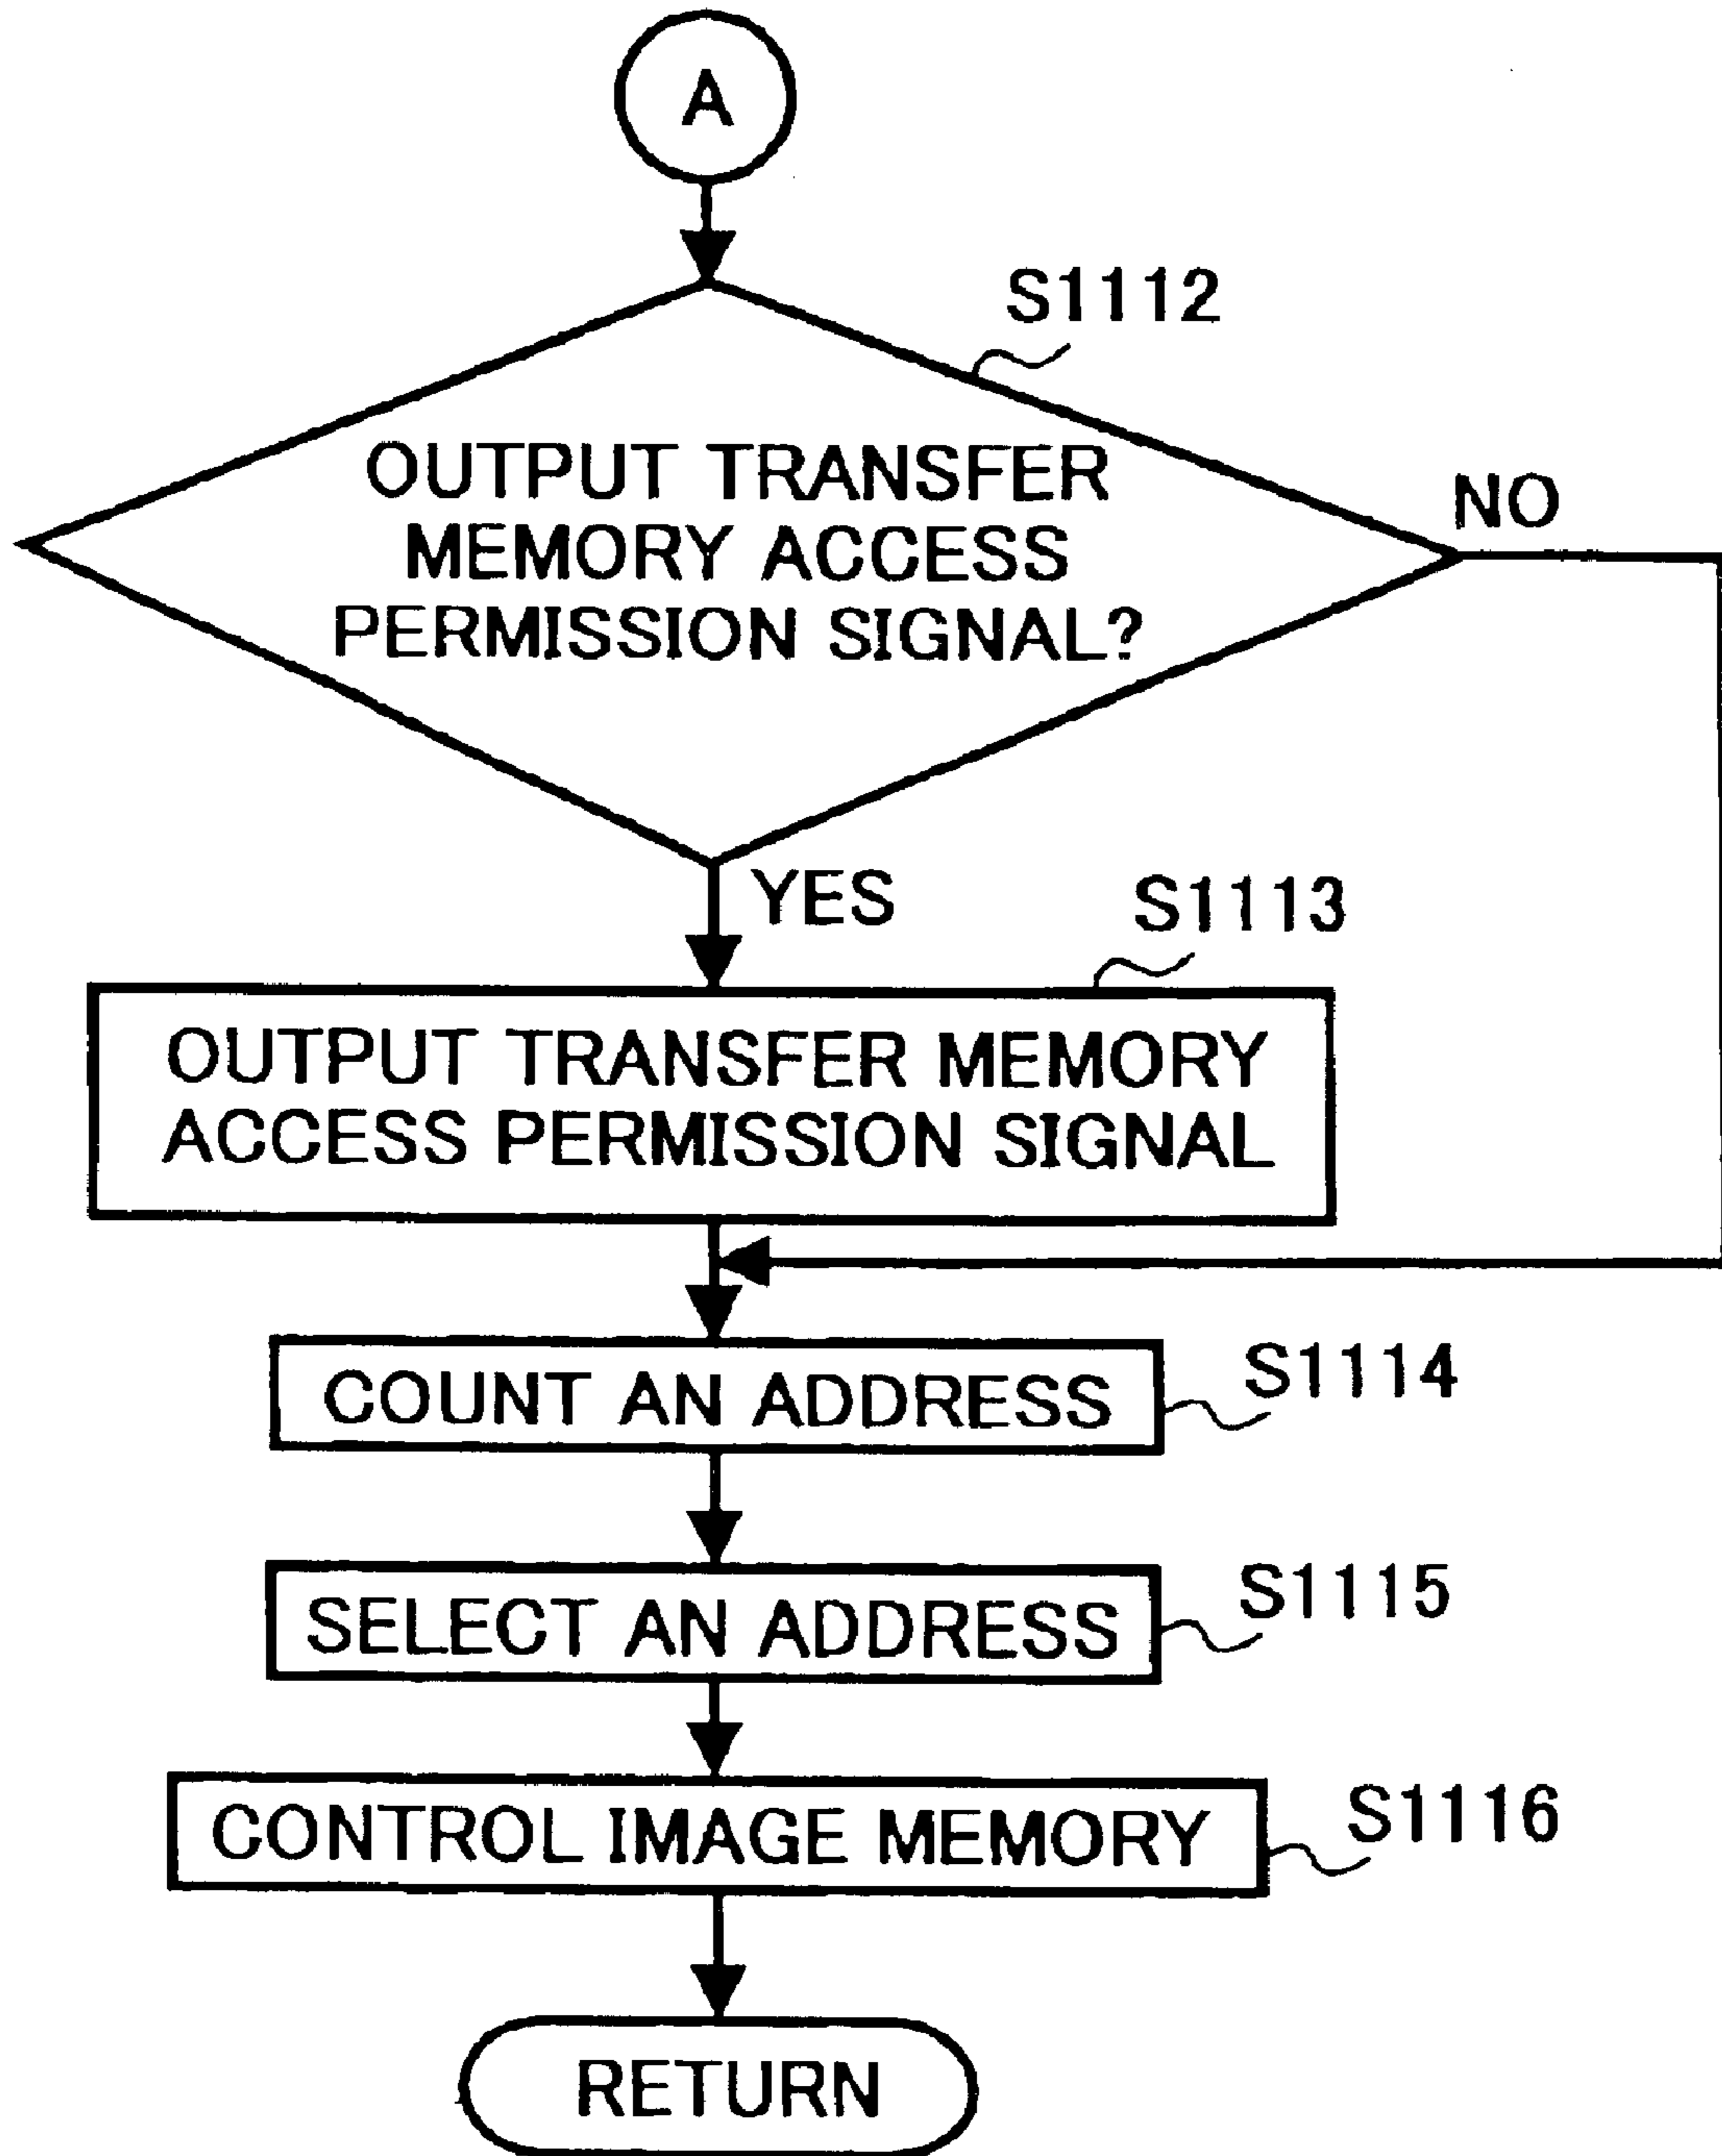 A
S1112
OUTPUT TRANSFER
MEMORY ACCESS
PERMISSION SIGNAL?
NO
YES
S1113
OUTPUT TRANSFER MEMORY
ACCESS PERMISSION SIGNAL
COUNT AN ADDRESS
S1114
SELECT AN ADDRESS
S1115
CONTROL IMAGE MEMORY
S1116
RETURN